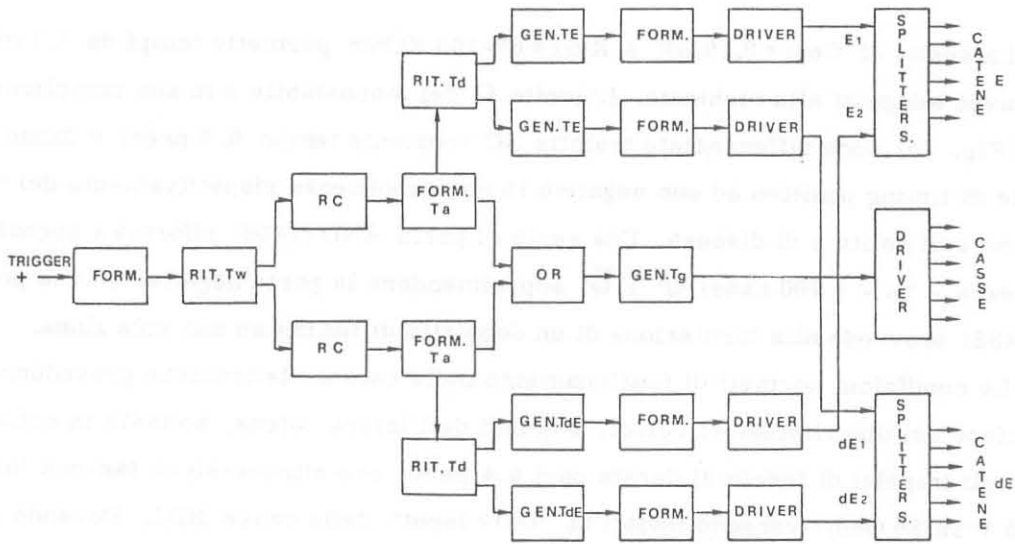 GEN.TE
FORM.
DRIVER
E1
RIT. Td
GEN.TE
FORM.
DRIVER
E2
SPLITTERS
CATENE
E
RC
FORM.
Ta
TRIGGER
+
FORM.
RIT, Tw
OR
GEN.Tg
DRIVER
CASSE
RC
FORM.
Ta
GEN.TdE
FORM.
DRIVER
dE1
RIT. Td
GEN.TdE
FORM.
DRIVER
dE2
SPITTERS
CATENE
dE